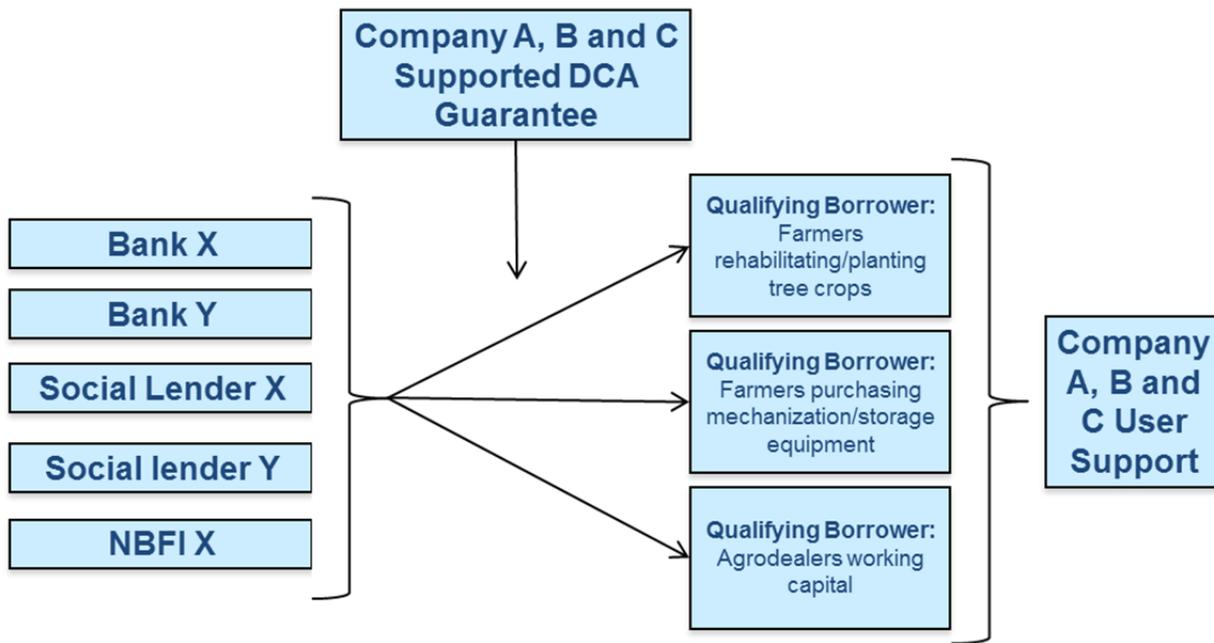 Company A, B and C
Supported DCA
Guarantee
Bank X
Bank Y
Social Lender X
Social lender Y
NBFI X
Qualifying Borrower:
Farmers
rehabilitating/planting
tree crops
Qualifying Borrower:
Farmers purchasing
mechanization/storage
equipment
Qualifying Borrower:
Agrodealers working
capital
Company
A, B and
C User
Support